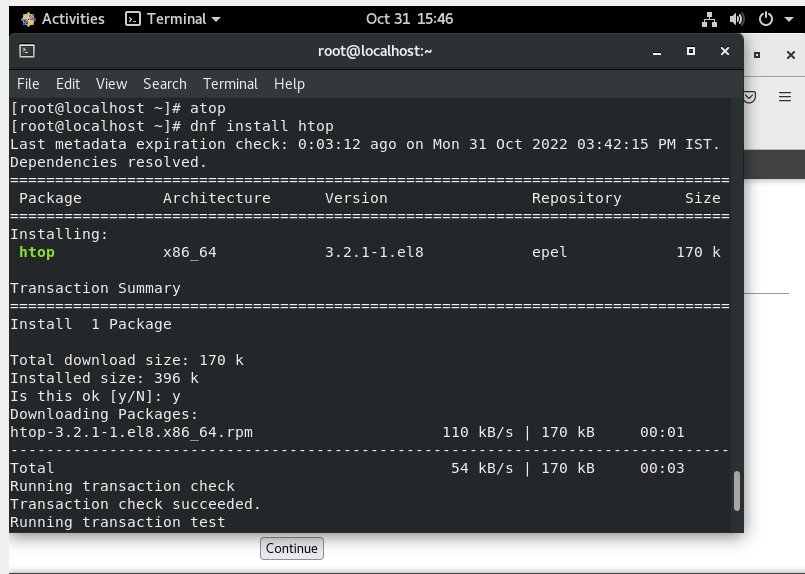 Activities Terminal Oct 31 15:46
root@localhost:~
File Edit View Search Terminal Help
[root@localhost ~]# atop
[root@localhost ~]# dnf install htop
Last metadata expiration check: 0:03:12 ago on Mon 31 Oct 2022 03:42:15 PM IST.
Dependencies resolved.
================================================================================
Package Architecture Version Repository Size
================================================================================
Installing:
htop x86_64 3.2.1-1.el8 epel 170 k
Transaction Summary
================================================================================
Install 1 Package
Total download size: 170 k
Installed size: 396 k
Is this ok [y/N]: y
Downloading Packages:
htop-3.2.1-1.el8.x86_64.rpm 110 kB/s | 170 kB 00:01
--------------------------------------------------------------------------------
Total 54 kB/s | 170 kB 00:03
Running transaction check
Transaction check succeeded.
Running transaction test
Continue